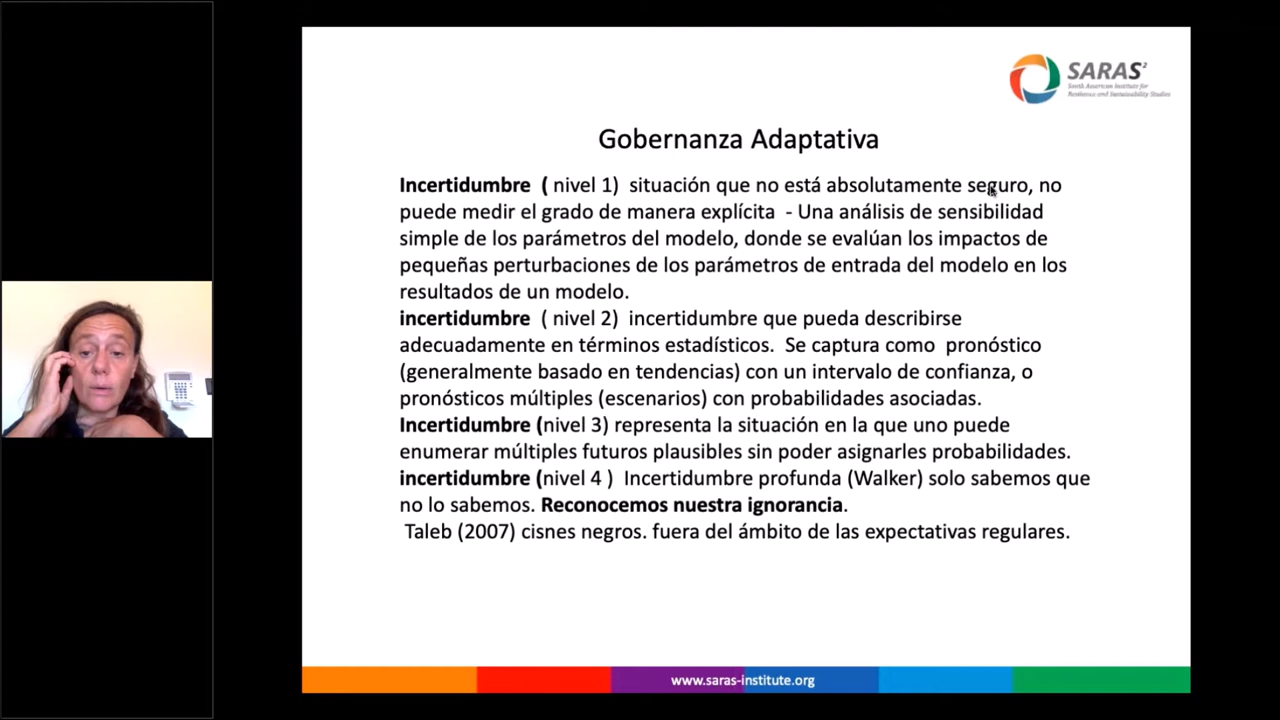 SARAS²
South American Institute for
Resilience and Sustainability Studies
Gobernanza Adaptativa
Incertidumbre ( nivel 1) situación que no está absolutamente seguro, no
puede medir el grado de manera explícita - Una análisis de sensibilidad
simple de los parámetros del modelo, donde se evalúan los impactos de
pequeñas perturbaciones de los parámetros de entrada del modelo en los
resultados de un modelo.
incertidumbre ( nivel 2) incertidumbre que pueda describirse
adecuadamente en términos estadísticos. Se captura como pronóstico
(generalmente basado en tendencias) con un intervalo de confianza, o
pronósticos múltiples (escenarios) con probabilidades asociadas.
Incertidumbre (nivel 3) representa la situación en la que uno puede
enumerar múltiples futuros plausibles sin poder asignarles probabilidades.
incertidumbre (nivel 4 ) Incertidumbre profunda (Walker) solo sabemos que
no lo sabemos. Reconocemos nuestra ignorancia.
Taleb (2007) cisnes negros. fuera del ámbito de las expectativas regulares.
www.saras-institute.org